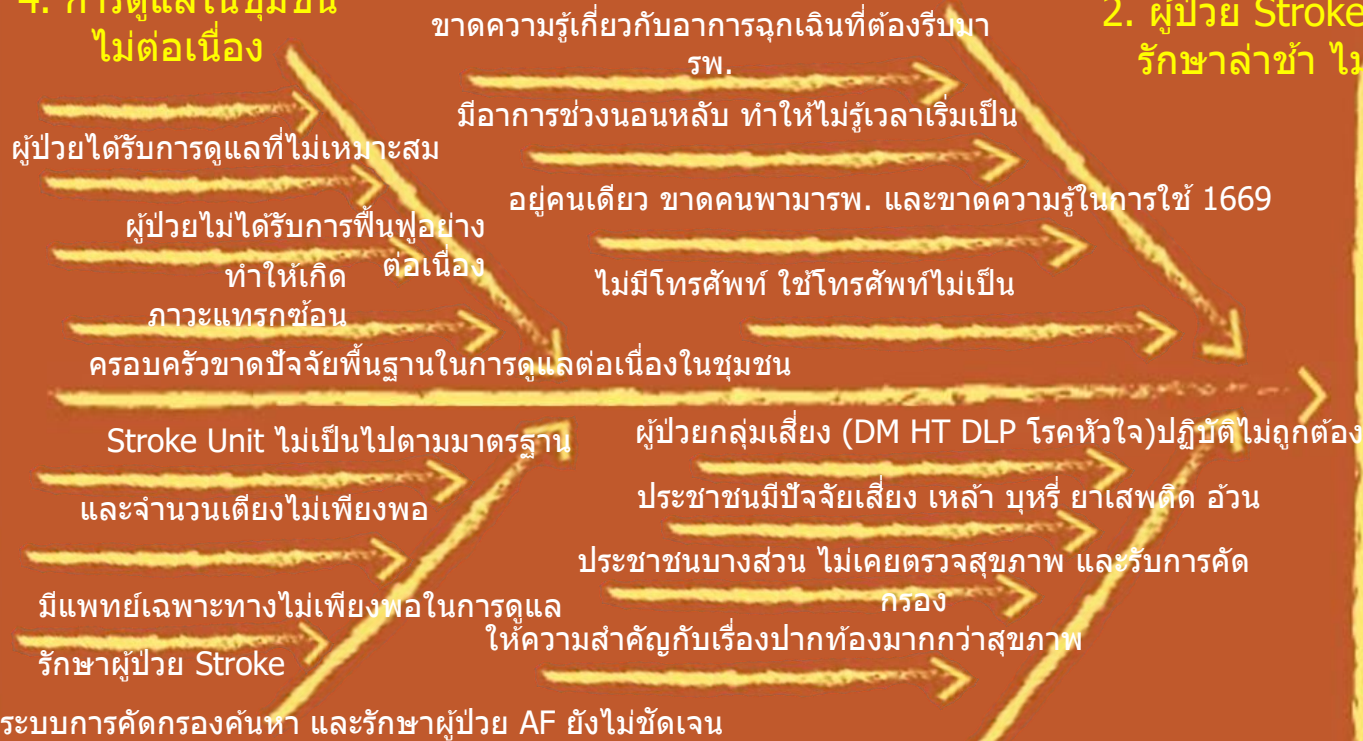 4. การดูแลในชุมชน
ไม่ต่อเนื่อง
ขาดความรู้เกี่ยวกับอาการฉุกเฉินที่ต้องรีบมา
รพ.
2. ผู้ป่วย Stroke
รักษาล่าช้า ไม่
มีอาการช่วงนอนหลับ ทำให้ไม่รู้เวลาเริ่มเป็น
ผู้ป่วยได้รับการดูแลที่ไม่เหมาะสม
อยู่คนเดียว ขาดคนพามารพ. และขาดความรู้ในการใช้ 1669
ผู้ป่วยไม่ได้รับการฟื้นฟูอย่าง
ต่อเนื่อง
ทำให้เกิด
ภาวะแทรกซ้อน
ไม่มีโทรศัพท์ ใช้โทรศัพท์ไม่เป็น
ครอบครัวขาดปัจจัยพื้นฐานในการดูแลต่อเนื่องในชุมชน
Stroke Unit ไม่เป็นไปตามมาตรฐาน
และจำนวนเตียงไม่เพียงพอ
มีแพทย์เฉพาะทางไม่เพียงพอในการดูแล
รักษาผู้ป่วย Stroke
ระบบการคัดกรองค้นหา และรักษาผู้ป่วย AF ยังไม่ชัดเจน
ผู้ป่วยกลุ่มเสี่ยง (DM HT DLP โรคหัวใจ)ปฏิบัติไม่ถูกต้อง
ประชาชนมีปัจจัยเสี่ยง เหล้า บุหรี่ ยาเสพติด อ้วน
ประชาชนบางส่วน ไม่เคยตรวจสุขภาพ และรับการคัด
กรอง
ให้ความสำคัญกับเรื่องปากท้องมากกว่าสุขภาพ